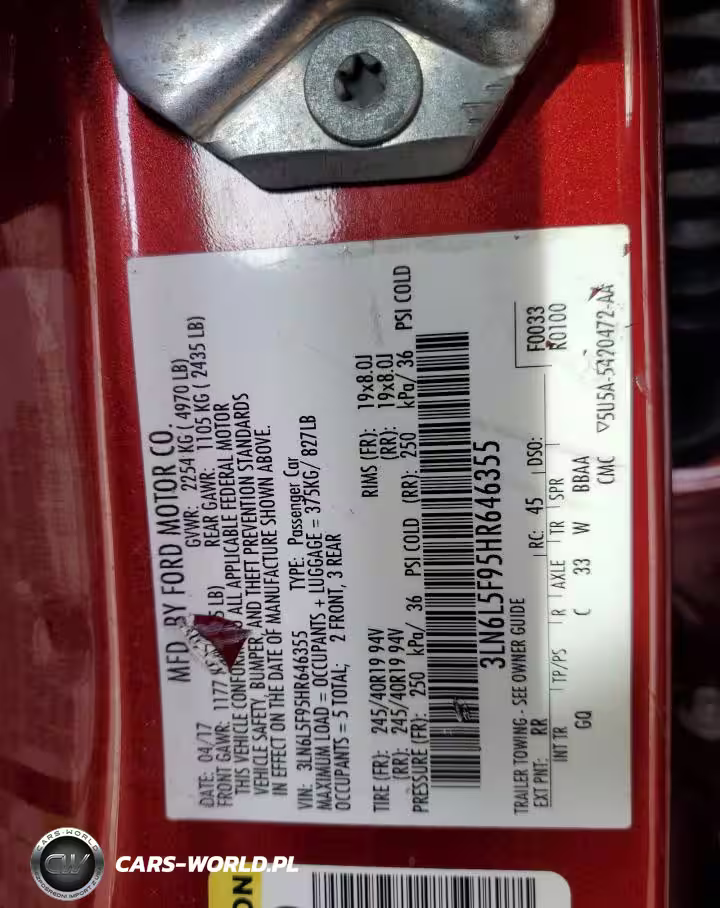 MFD. BY FORD MOTOR CO.
DATE: 04/17 GVWR: 2254 KG ( 4970 LB)
FRONT GAWR: 1177 5 LB) REAR GAWR: 1105 KG ( 2435 LB)
THIS VEHICLE ALL APPLICABLE FEDERAL MOTOR
VEHICLE SAFETY, BUMPER, AND THEFT PREVENTION STANDARDS
IN EFFECT ON THE DATE OF MANUFACTURE SHOWN ABOVE.
VIN: 3LN6L5F95HR646355 TYPE: Passenger Car
MAXIMUM LOAD = OCCUPANTS + LUGGAGE = 375KG/ 827LB
OCCUPANTS = 5 TOTAL; 2 FRONT, 3 REAR
TIRE (FR): 245/40R19 94V RIMS (FR): 19x8.0J
(RR): 245/40R19 94V (RR): 19x8.0J
PRESSURE (FR): 250 kPa/ 36 PSI COLD (RR): 250 kPa/ 36 PSI COLD
3LN6L5F95HR646355
TRAILER TOWING - SEE OWNER GUIDE F0033
EXT PNT: RR RC: 45 DSO: R0100
INT TR TP/PS R AXLE TR SPR
GQ C 33 W BBAA
CMC ▽5U5A-5420472-AA
ON
CARS-WORLD
CW
CARS-WORLD.PL